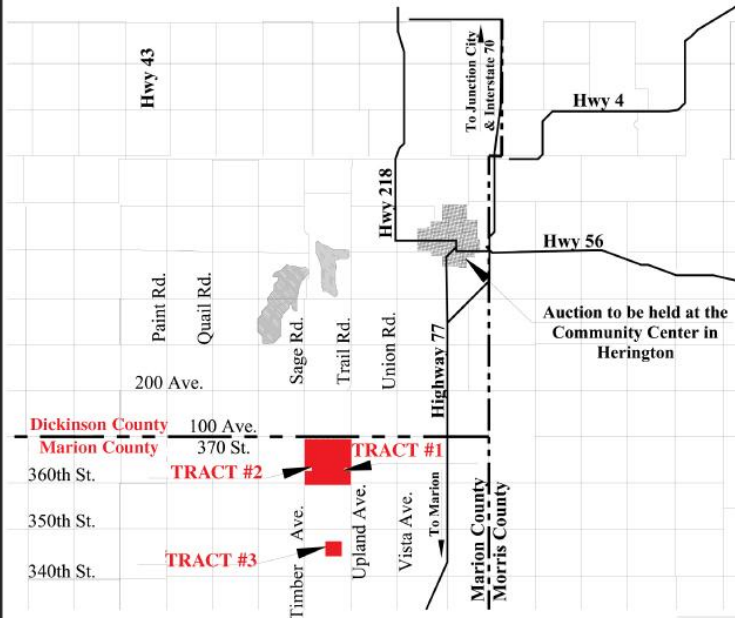 Hwy 43
To Junction City
& Interstate 70
Hwy 4
Hwy 218
Hwy 56
Paint Rd.
Quail Rd.
Sage Rd.
Trail Rd.
Union Rd.
Auction to be held at the
Community Center in
Herington
200 Ave.
Highway 77
Dickinson County
100 Ave.
Marion County
370 St.
TRACT #1
360th St.
TRACT #2
350th St.
Timber Ave.
Upland Ave.
Vista Ave.
To Marion
Marion County
Morris County
TRACT #3
340th St.